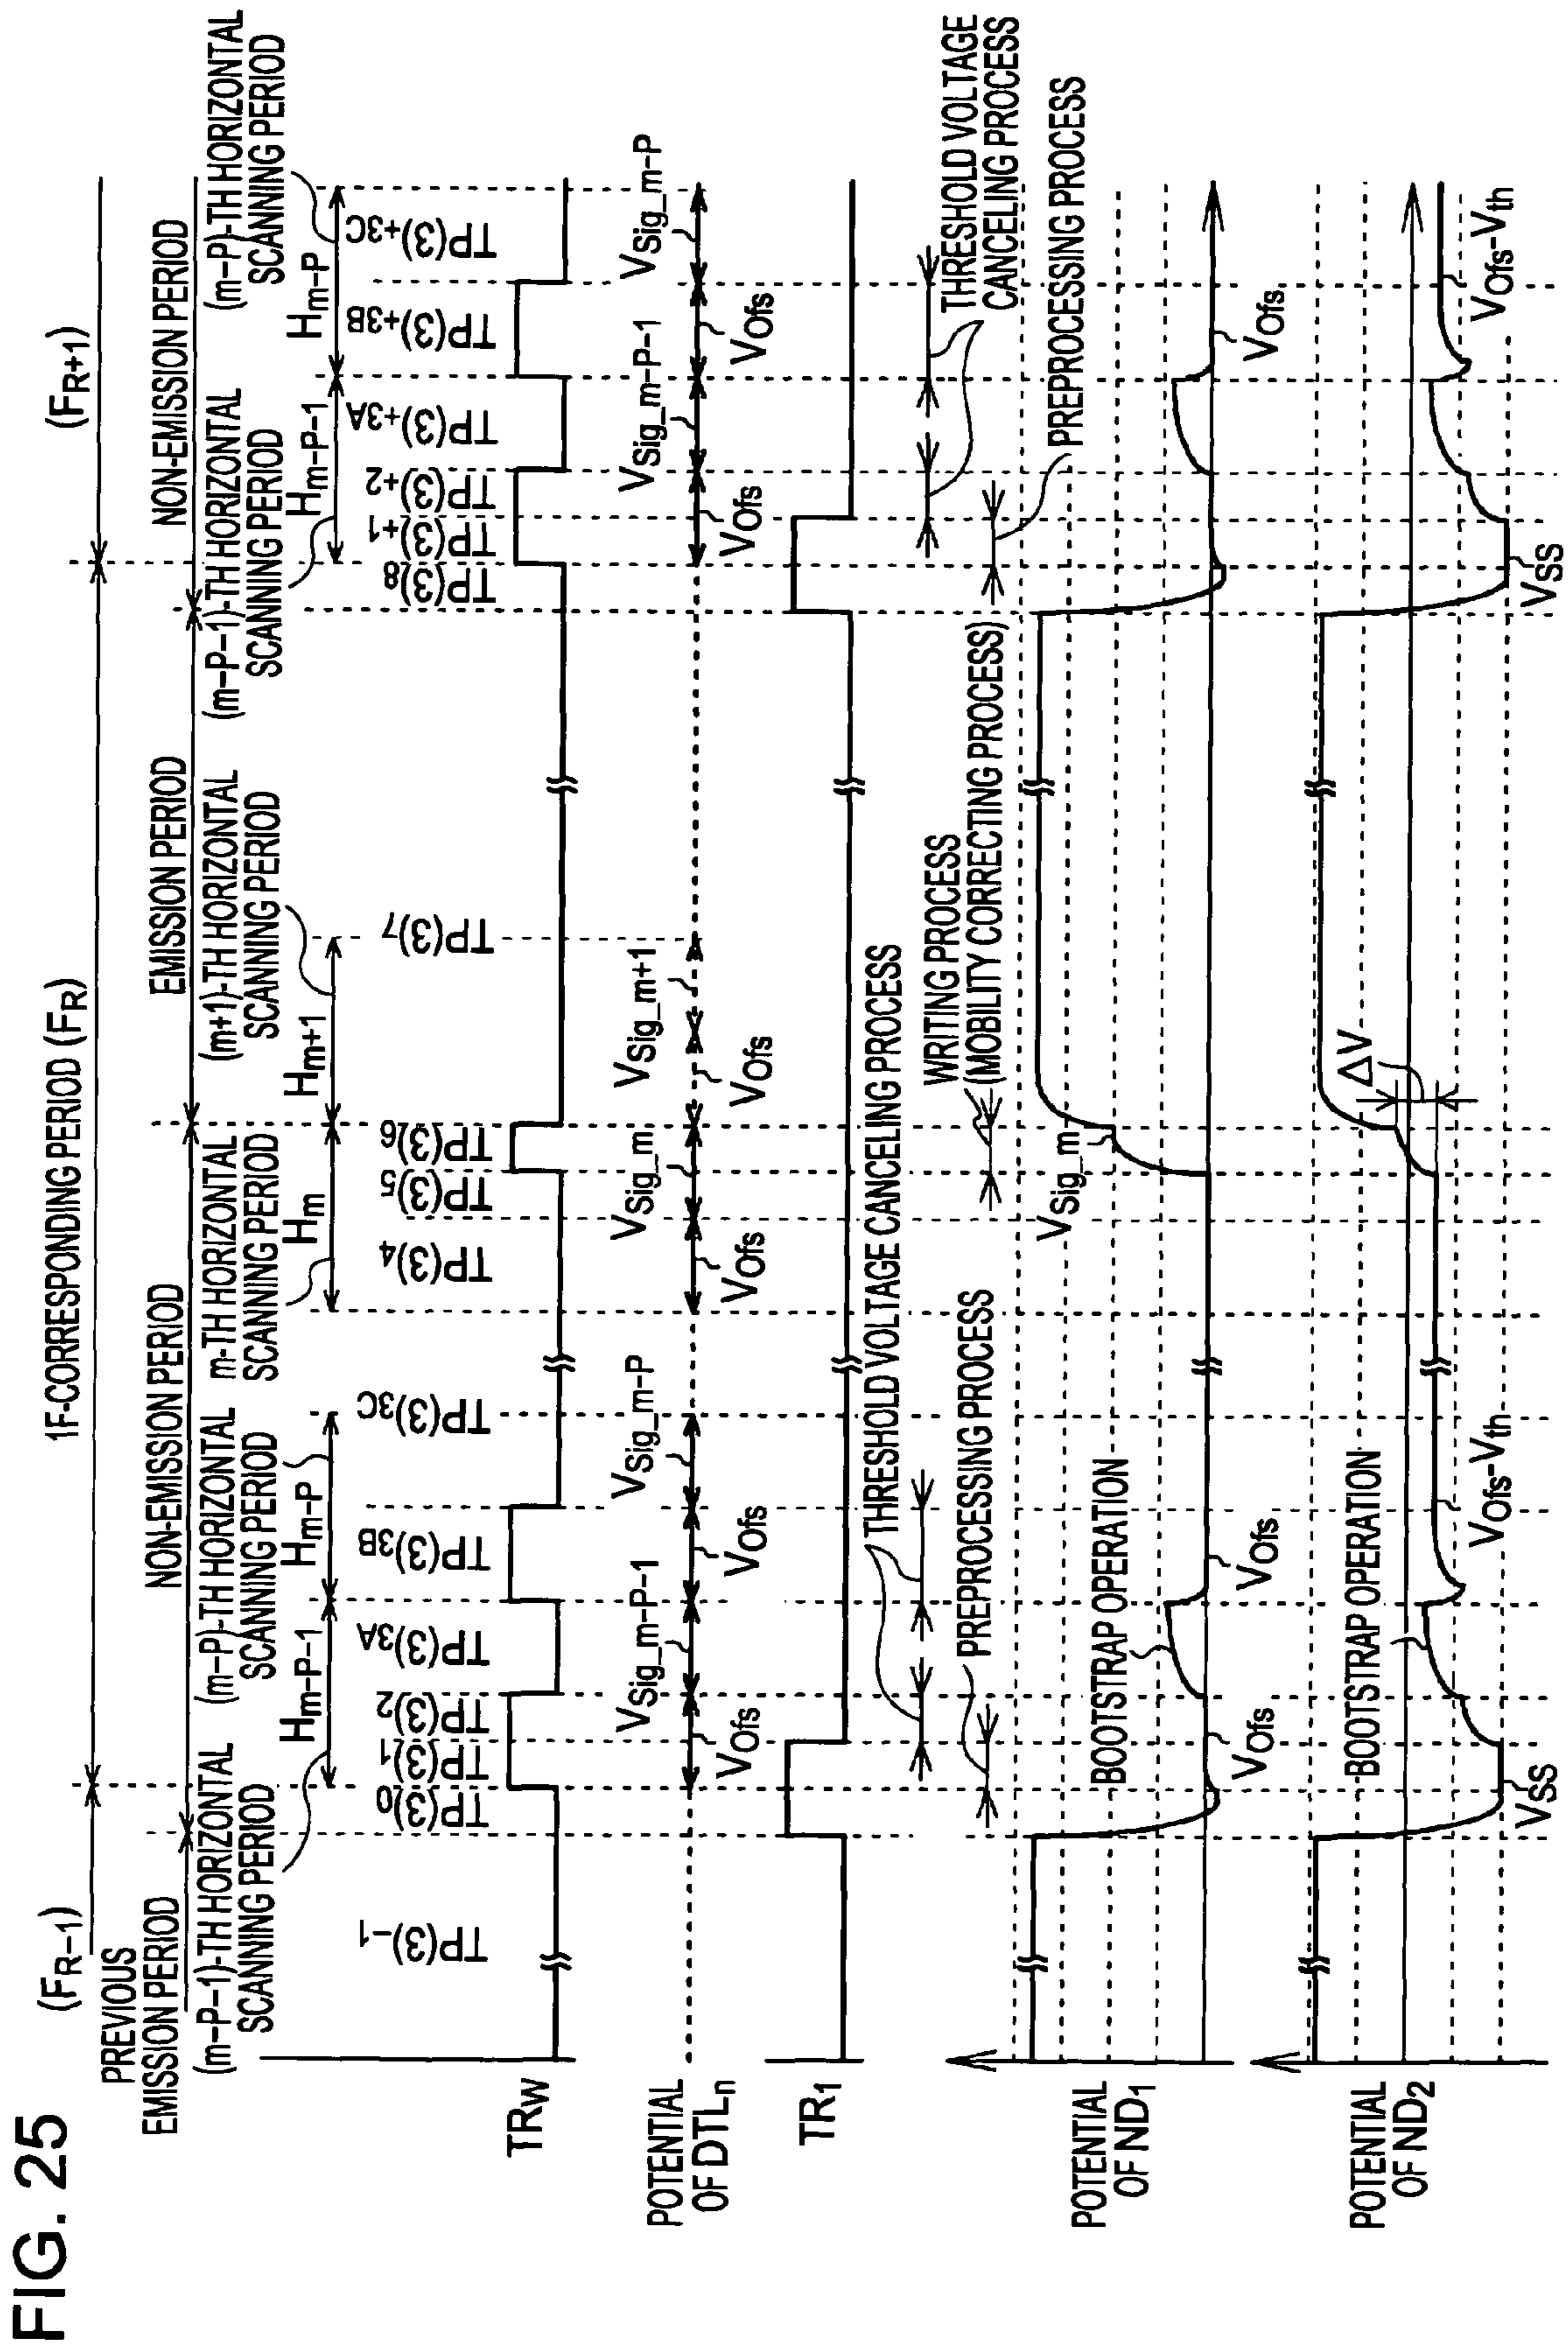 FIG. 25
(FR-1)
1F-CORRESPONDING PERIOD (FR)
(FR+1)
PREVIOUS
EMISSION PERIOD
NON-EMISSION PERIOD
EMISSION PERIOD
NON-EMISSION PERIOD
(m-P-1)-TH HORIZONTAL
SCANNING PERIOD
(m-P)-TH HORIZONTAL
SCANNING PERIOD
m-TH HORIZONTAL
SCANNING PERIOD
(m+1)-TH HORIZONTAL
SCANNING PERIOD
(m-P-1)-TH HORIZONTAL
SCANNING PERIOD
(m-P)-TH HORIZONTAL
SCANNING PERIOD
Hm-P-1
Hm-P
Hm
Hm+1
Hm-P-1
Hm-P
TP(3)-1
TP(3)0
TP(3)1
TP(3)2
TP(3)3A
TP(3)3B
TP(3)3C
TP(3)4
TP(3)5
TP(3)6
TP(3)7
TP(3)8
TP(3)+1
TP(3)+2
TP(3)+3A
TP(3)+3B
TP(3)+3C
TRW
POTENTIAL
OF DTLn
VOfs
VSig_m-P-1
VOfs
VSig_m-P
VOfs
VSig_m
VOfs
VSig_m+1
VOfs
VSig_m-P-1
VOfs
VSig_m-P
TR1
THRESHOLD VOLTAGE CANCELING PROCESS
PREPROCESSING PROCESS
WRITING PROCESS
(MOBILITY CORRECTING PROCESS)
THRESHOLD VOLTAGE
CANCELING PROCESS
PREPROCESSING PROCESS
POTENTIAL
OF ND1
BOOTSTRAP OPERATION
VOfs
VOfs
VSig_m
VOfs
POTENTIAL
OF ND2
BOOTSTRAP OPERATION
VSS
VOfs-Vth
ΔV
VSS
VOfs-Vth